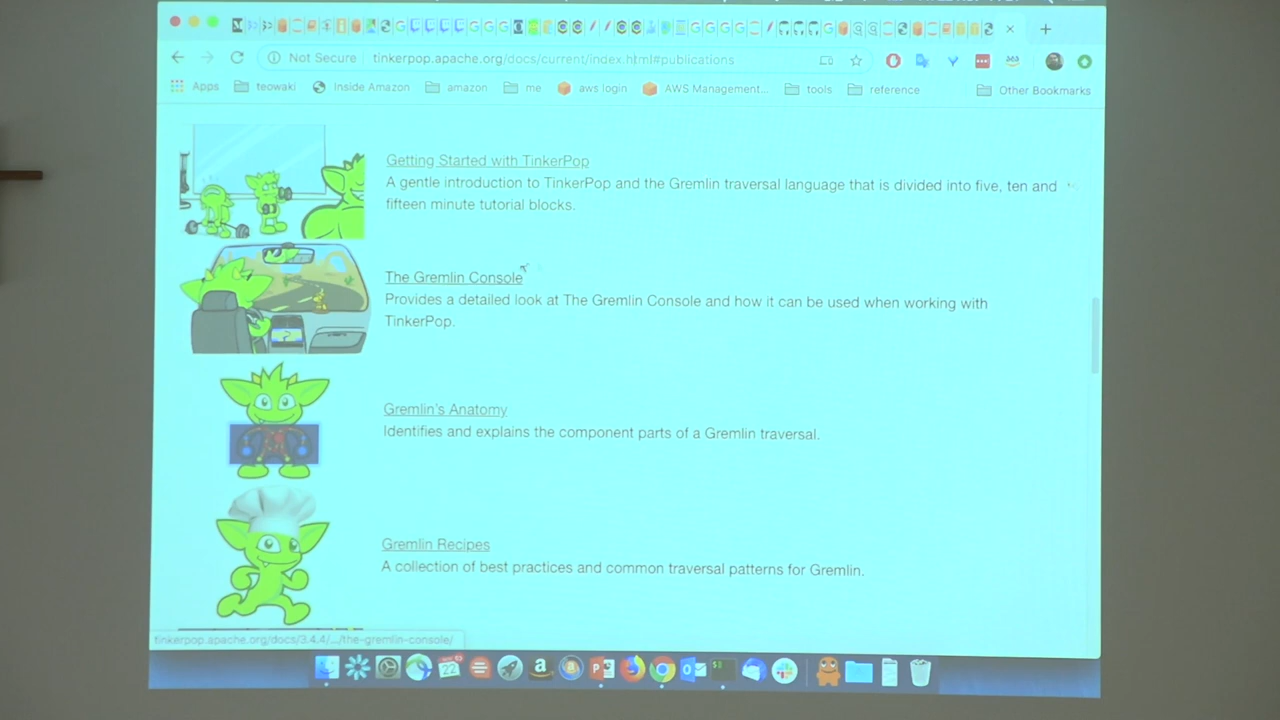 Not Secure
tinkerpop.apache.org/docs/current/index.html#publications
Apps
teowaki
Inside Amazon
amazon
me
aws login
AWS Management...
tools
reference
Other Bookmarks
Getting Started with TinkerPop
A gentle introduction to TinkerPop and the Gremlin traversal language that is divided into five, ten and
fifteen minute tutorial blocks.
The Gremlin Console
Provides a detailed look at The Gremlin Console and how it can be used when working with
TinkerPop.
Gremlin's Anatomy
Identifies and explains the component parts of a Gremlin traversal.
Gremlin Recipes
A collection of best practices and common traversal patterns for Gremlin.
tinkerpop.apache.org/docs/3.4.4/.../the-gremlin-console/
22